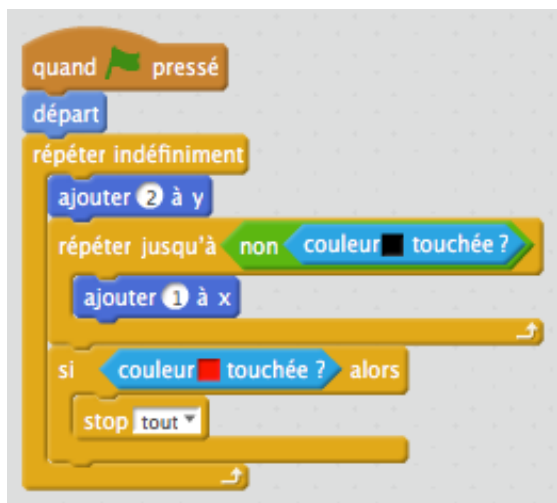 quand pressé
départ
répéter indéfiniment
ajouter 2 à y
répéter jusqu'à non couleur touchée ?
ajouter 1 à x
si couleur touchée ? alors
stop tout